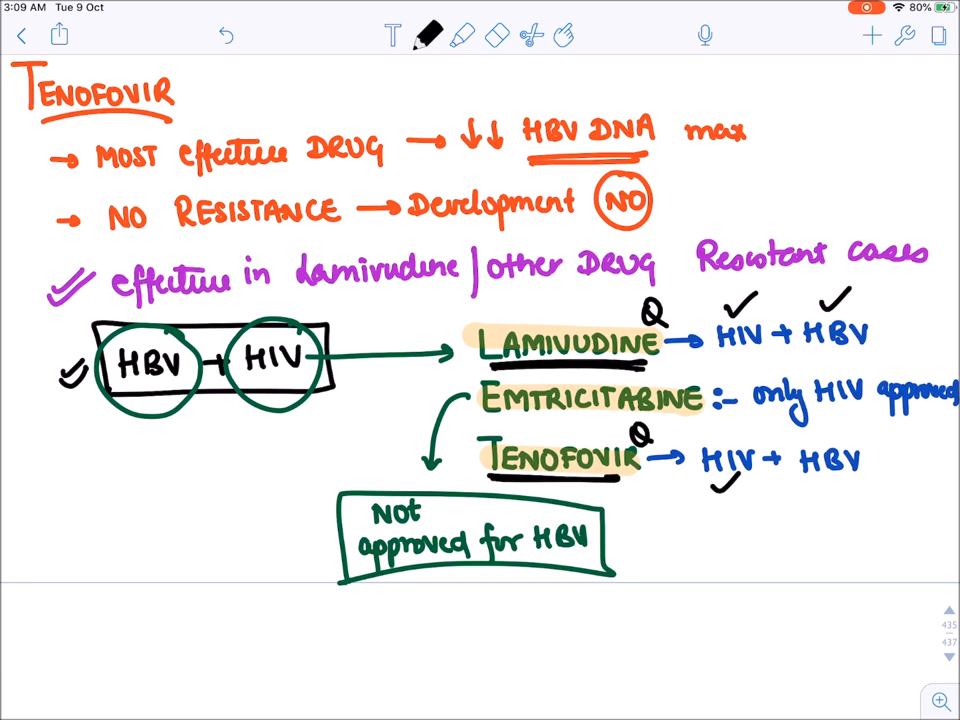 3:09 AM Tue 9 Oct
80%
T
TENOFOVIR
→ MOST effective DRUG → ↓↓ HBV DNA max
→ NO RESISTANCE → Development NO
effective in Lamivudine / other DRUG Resistant cases
HBV + HIV → LAMIVUDINE Q → HIV + HBV
EMTRICITABINE :- only HIV approved
TENOFOVIR Q → HIV + HBV
Not
approved for HBV
435
437